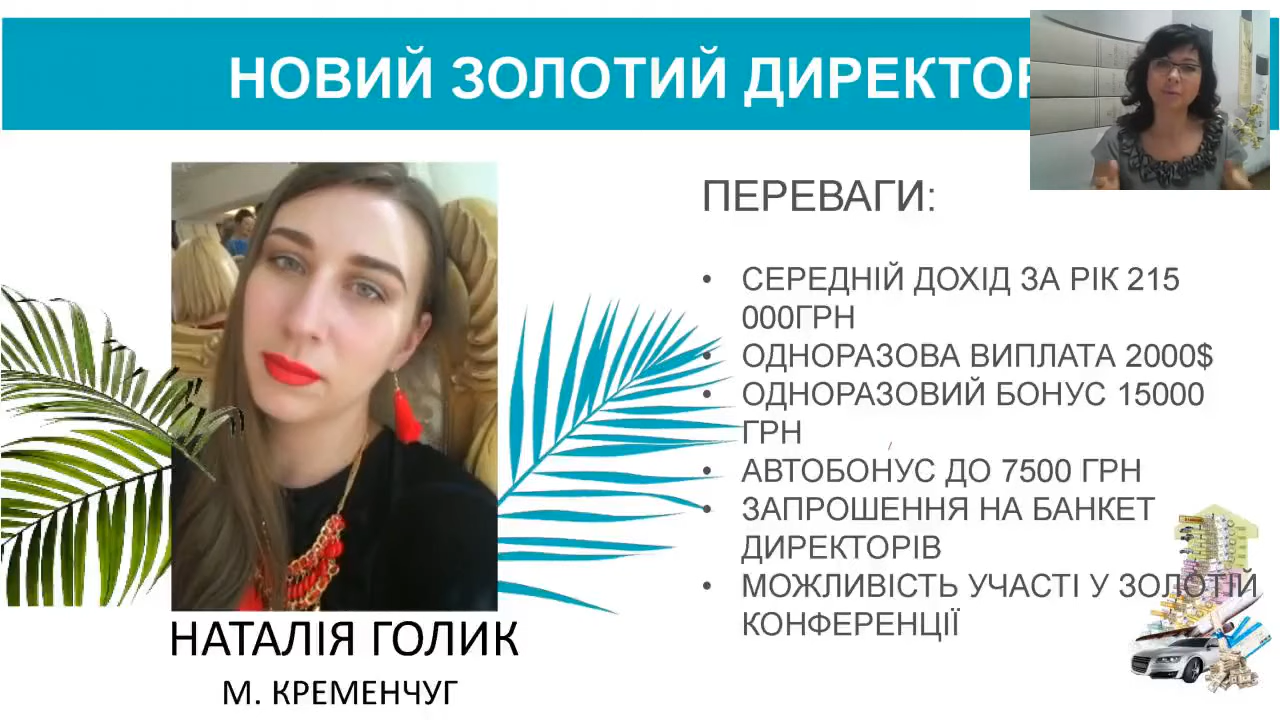 НОВИЙ ЗОЛОТИЙ ДИРЕКТОР
ПЕРЕВАГИ:
• СЕРЕДНІЙ ДОХІД ЗА РІК 215
000ГРН
• ОДНОРАЗОВА ВИПЛАТА 2000$
• ОДНОРАЗОВИЙ БОНУС 15000
ГРН
• АВТОБОНУС ДО 7500 ГРН
• ЗАПРОШЕННЯ НА БАНКЕТ
ДИРЕКТОРІВ
• МОЖЛИВІСТЬ УЧАСТІ У ЗОЛОТІЙ
КОНФЕРЕНЦІЇ
НАТАЛІЯ ГОЛИК
М. КРЕМЕНЧУГ